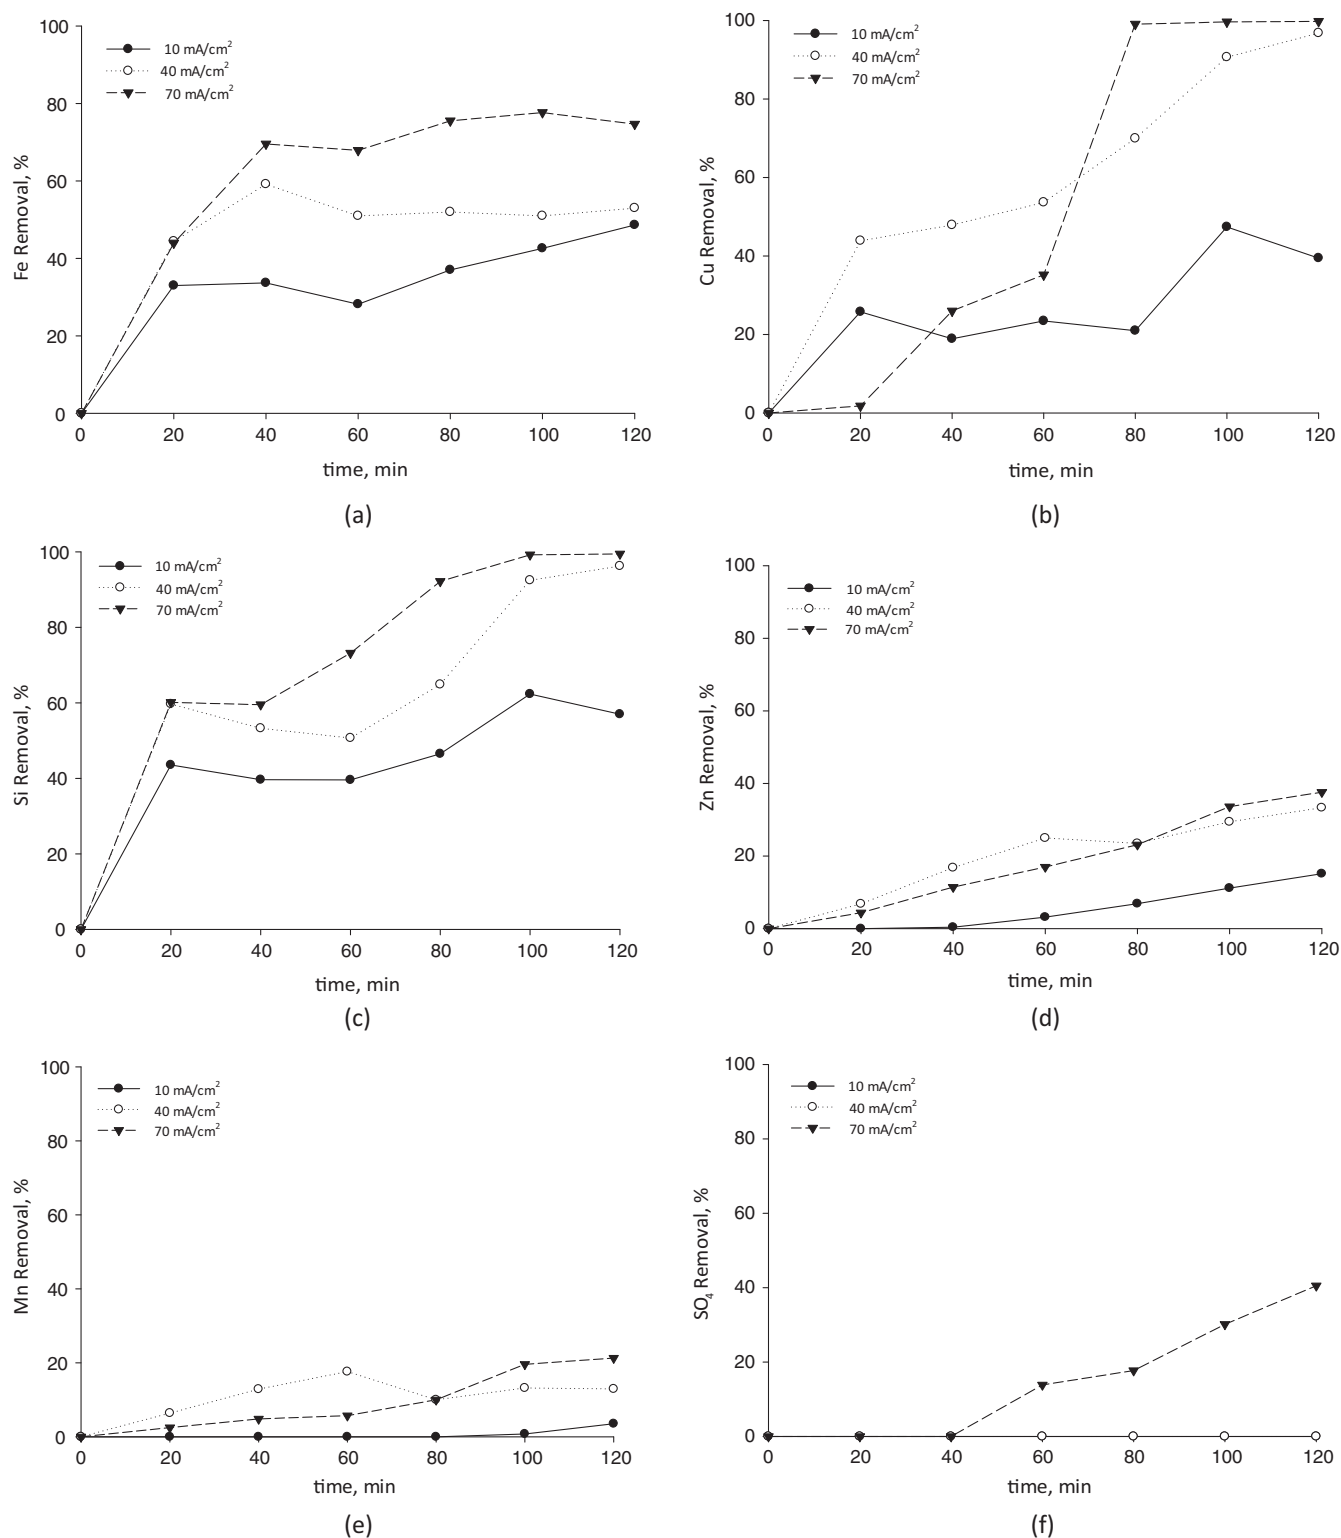 100
80
60
40
20
0
Fe Removal, %
10 mA/cm²
40 mA/cm²
70 mA/cm²
0 20 40 60 80 100 120
time, min
(a)
100
80
60
40
20
0
Cu Removal, %
10 mA/cm²
40 mA/cm²
70 mA/cm²
0 20 40 60 80 100 120
time, min
(b)
100
80
60
40
20
0
Si Removal, %
10 mA/cm²
40 mA/cm²
70 mA/cm²
0 20 40 60 80 100 120
time, min
(c)
100
80
60
40
20
0
Zn Removal, %
10 mA/cm²
40 mA/cm²
70 mA/cm²
0 20 40 60 80 100 120
time, min
(d)
100
80
60
40
20
0
Mn Removal, %
10 mA/cm²
40 mA/cm²
70 mA/cm²
0 20 40 60 80 100 120
time, min
(e)
100
80
60
40
20
0
SO₄ Removal, %
10 mA/cm²
40 mA/cm²
70 mA/cm²
0 20 40 60 80 100 120
time, min
(f)